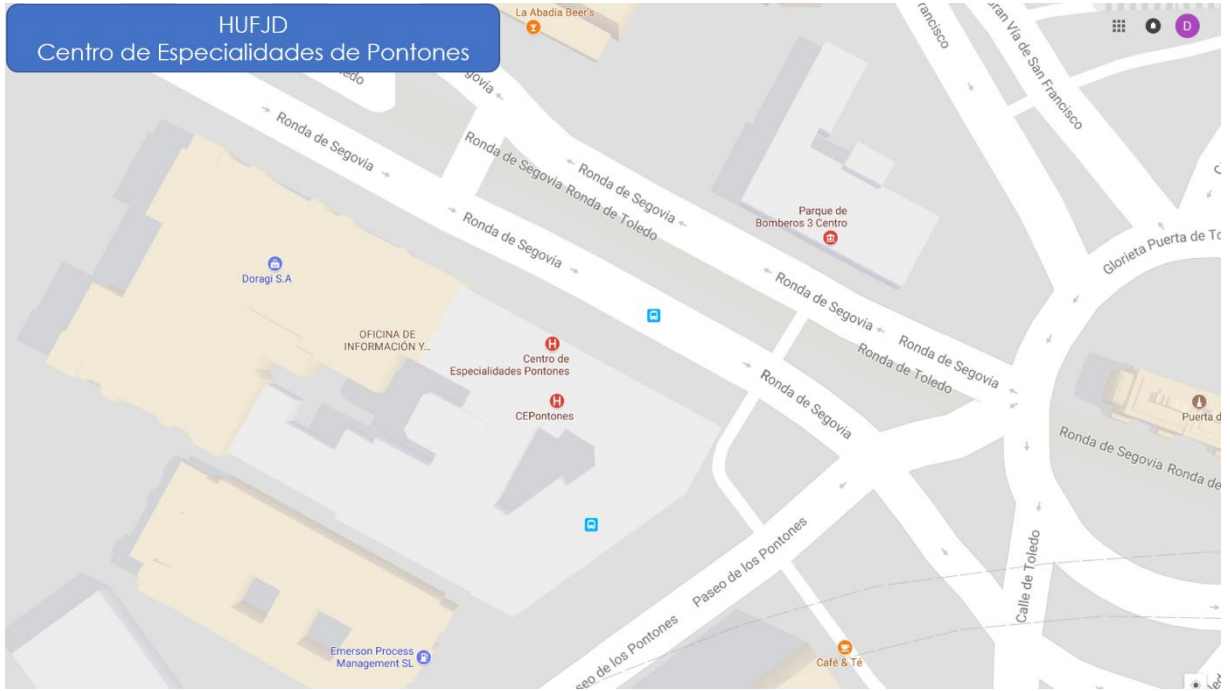 HUFJD
Centro de Especialidades de Pontones
La Abadia Beer's
D
Francisco
Gran Vía de San Francisco
Toledo
Segovia
Ronda de Segovia
Ronda de Segovia Ronda de Toledo
Ronda de Segovia
Parque de
Bomberos 3 Centro
Ronda de Segovia
Glorieta Puerta de To
Doragi S.A
Ronda de Segovia
Ronda de Segovia
OFICINA DE
INFORMACIÓN Y...
Ronda de Toledo
Centro de
Especialidades Pontones
CEPontones
Ronda de Segovia
Puerta d
Ronda de Segovia Ronda de
Paseo de los Pontones
Paseo de los Pontones
Calle de Toledo
Emerson Process
Management SL
Café & Té